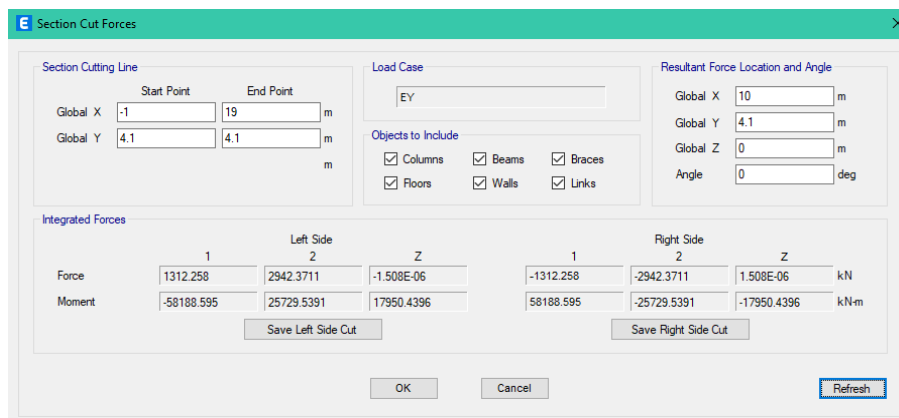 E Section Cut Forces
Section Cutting Line
Start Point End Point
Global X -1 19 m
Global Y 4.1 4.1 m
m
Load Case
EY
Objects to Include
Columns Beams Braces
Floors Walls Links
Resultant Force Location and Angle
Global X 10 m
Global Y 4.1 m
Global Z 0 m
Angle 0 deg
Integrated Forces
Left Side Right Side
1 2 Z 1 2 Z
Force 1312.258 2942.3711 -1.508E-06 -1312.258 -2942.3711 1.508E-06 kN
Moment -58188.595 25729.5391 17950.4396 58188.595 -25729.5391 -17950.4396 kN-m
Save Left Side Cut Save Right Side Cut
OK Cancel Refresh